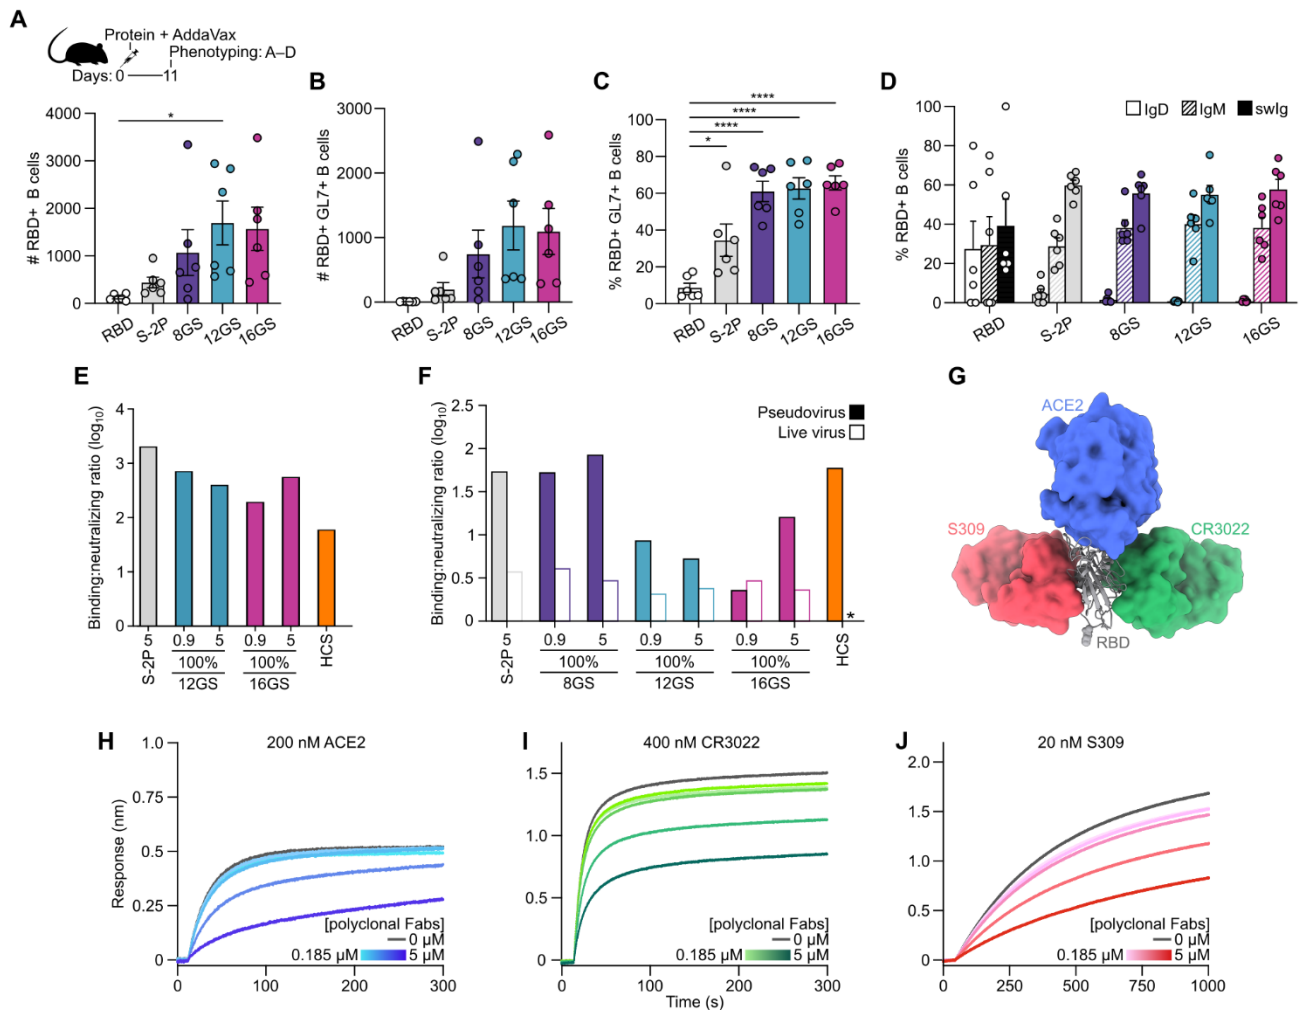 A
Protein + AddaVax
Phenotyping: A–D
Days: 0 11
# RBD+ B cells
4000
3000
2000
1000
0
*
RBD
S-2P
8GS
12GS
16GS
B
# RBD+ GL7+ B cells
3000
2000
1000
0
RBD
S-2P
8GS
12GS
16GS
C
% RBD+ GL7+ B cells
100
80
60
40
20
0
****
****
****
*
RBD
S-2P
8GS
12GS
16GS
D
% RBD+ B cells
100
80
60
40
20
0
IgD IgM swIg
RBD
S-2P
8GS
12GS
16GS
E
Binding:neutralizing ratio (log10)
4
3
2
1
0
5 0.9 5 0.9 5
S-2P
100% 100%
12GS 16GS
HCS
F
Binding:neutralizing ratio (log10)
2.5
2
1.5
1
0.5
0
Pseudovirus
Live virus
*
5 0.9 5 0.9 5 0.9 5
S-2P
100% 100% 100%
8GS 12GS 16GS
HCS
G
ACE2
S309
CR3022
RBD
H
200 nM ACE2
Response (nm)
1.0
0.75
0.5
0.25
0
[polyclonal Fabs]
0 µM
0.185 µM 5 µM
0 100 200 300
I
400 nM CR3022
1.5
1.0
0.5
0
[polyclonal Fabs]
0 µM
0.185 µM 5 µM
0 100 200 300
Time (s)
J
20 nM S309
2.0
1.5
1.0
0.5
0
[polyclonal Fabs]
0 µM
0.185 µM 5 µM
0 250 500 750 1000